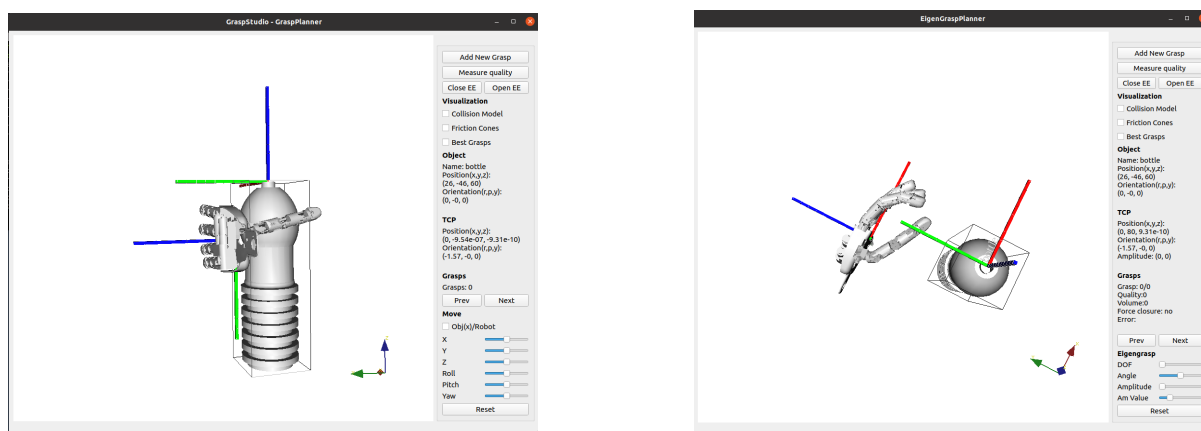 GraspStudio - GraspPlanner
Add New Grasp
Measure quality
Close EE Open EE
Visualization
Collision Model
Friction Cones
Best Grasps
Object
Name: bottle
Position(x,y,z):
(26, -46, 60)
Orientation(r,p,y):
(0, -0, 0)
TCP
Position(x,y,z):
(0, -9.54e-07, -9.31e-10)
Orientation(r,p,y):
(-1.57, -0, 0)
Grasps
Grasps: 0
Prev Next
Move
Obj(x)/Robot
X
Y
Z
Roll
Pitch
Yaw
Reset
EigenGraspPlanner
Add New Grasp
Measure quality
Close EE Open EE
Visualization
Collision Model
Friction Cones
Best Grasps
Object
Name: bottle
Position(x,y,z):
(26, -46, 60)
Orientation(r,p,y):
(0, -0, 0)
TCP
Position(x,y,z):
(0, 80, 9.31e-10)
Orientation(r,p,y):
(-1.57, -0, 0)
Amplitude: (0, 0)
Grasps
Grasp: 0/0
Quality:0
Volume:0
Force closure: no
Error:
Prev Next
Eigengrasp
DOF
Angle
Amplitude
Am Value
Reset